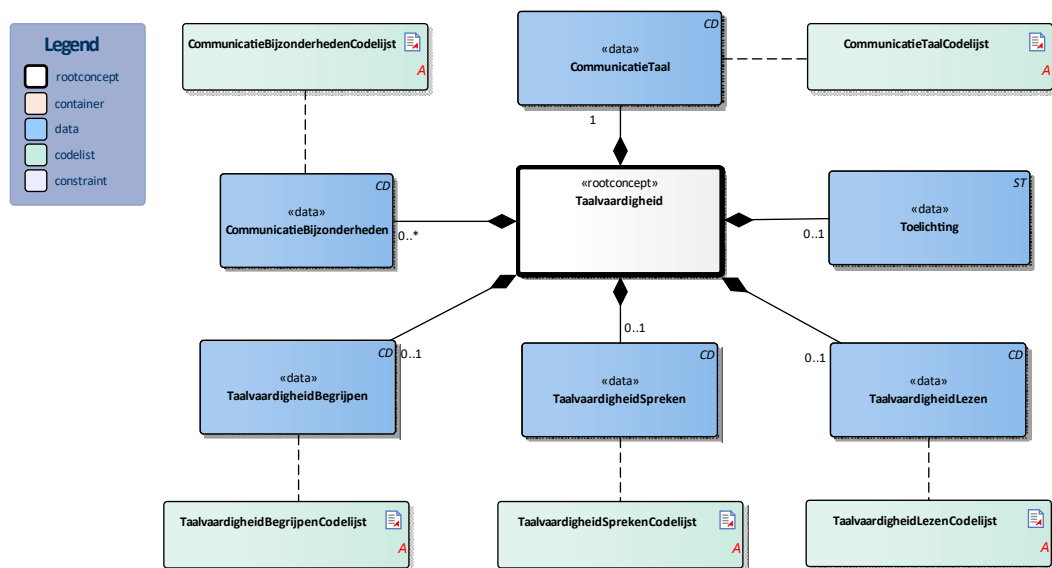 Legend
rootconcept
container
data
codelist
constraint
CommunicatieBijzonderhedenCodelijst
A
CD
«data»
CommunicatieTaal
1
CommunicatieTaalCodelijst
A
CD
«data»
CommunicatieBijzonderheden
0..*
«rootconcept»
Taalvaardigheid
ST
«data»
Toelichting
0..1
CD
«data»
TaalvaardigheidBegrijpen
0..1
CD
«data»
TaalvaardigheidSpreken
0..1
CD
«data»
TaalvaardigheidLezen
0..1
TaalvaardigheidBegrijpenCodelijst
A
TaalvaardigheidSprekenCodelijst
A
TaalvaardigheidLezenCodelijst
A